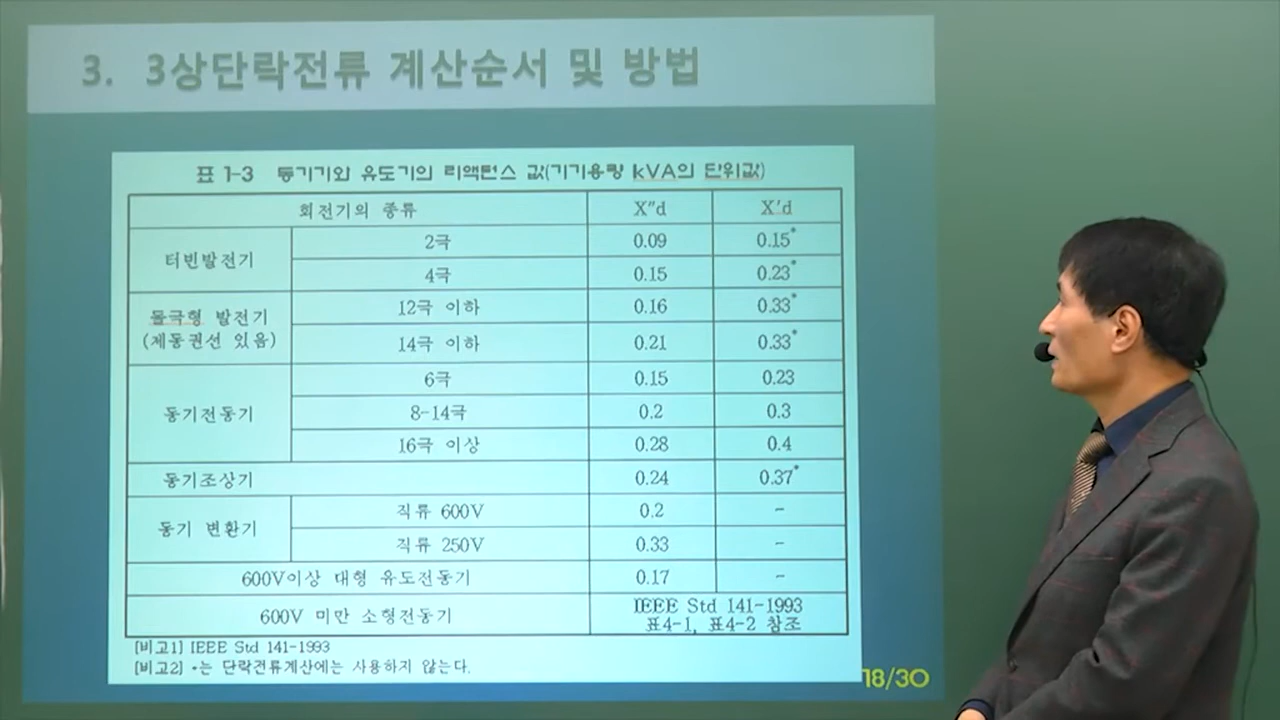 3. 3상단락전류 계산순서 및 방법
표 1-3 동기기와 유도기의 리액턴스 값(기기용량 kVA의 단위값)
회전기의 종류 X"d X'd
터빈발전기 2극 0.09 0.15*
4극 0.15 0.23*
돌극형 발전기 (제동권선 있음) 12극 이하 0.16 0.33*
14극 이하 0.21 0.33*
동기전동기 6극 0.15 0.23
8-14극 0.2 0.3
16극 이상 0.28 0.4
동기조상기 0.24 0.37*
동기 변환기 직류 600V 0.2 -
직류 250V 0.33 -
600V이상 대형 유도전동기 0.17 -
600V 미만 소형전동기 IEEE Std 141-1993 표4-1, 표4-2 참조
[비고1] IEEE Std 141-1993
[비고2] *는 단락전류계산에는 사용하지 않는다.
18/30